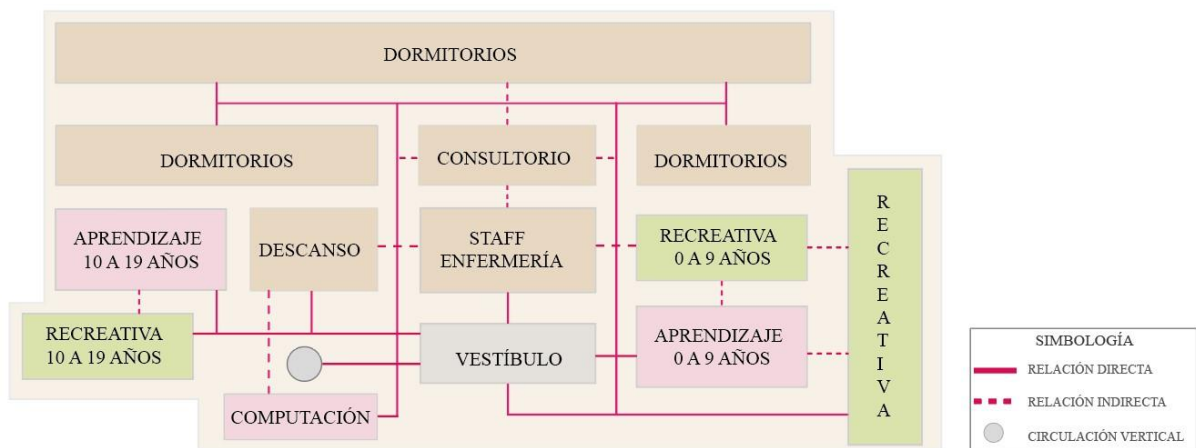 DORMITORIOS
DORMITORIOS
CONSULTORIO
DORMITORIOS
APRENDIZAJE
10 A 19 AÑOS
DESCANSO
STAFF
ENFERMERÍA
RECREATIVA
0 A 9 AÑOS
RECREATIVA
RECREATIVA
10 A 19 AÑOS
VESTÍBULO
APRENDIZAJE
0 A 9 AÑOS
COMPUTACIÓN
SIMBOLOGÍA
RELACIÓN DIRECTA
RELACIÓN INDIRECTA
CIRCULACIÓN VERTICAL